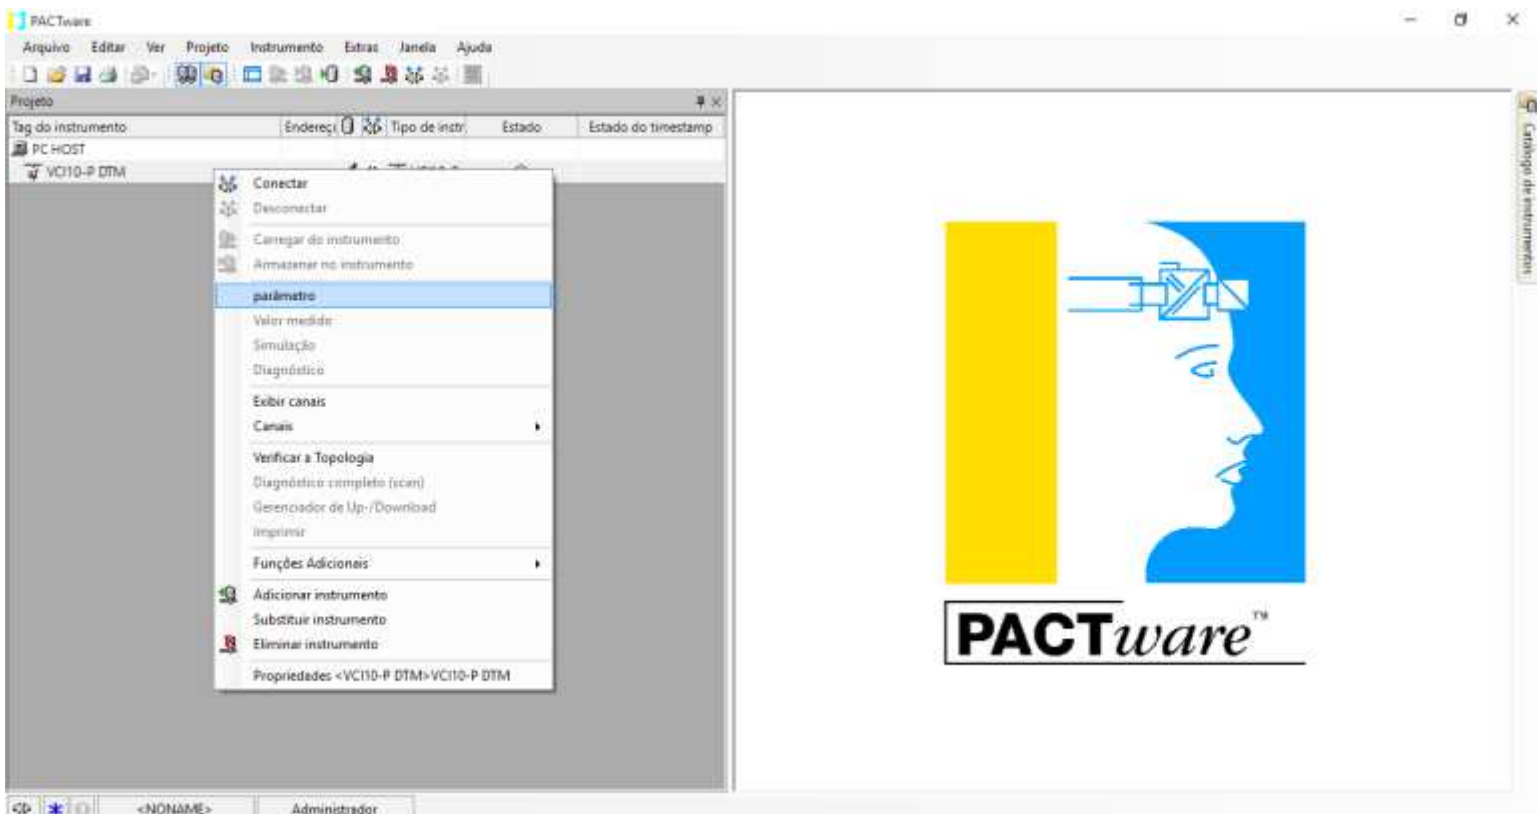 PACTware
Arquivo Editar Ver Projeto Instrumento Extras Janela Ajuda
Projeto
Tag do instrumento Endereç Tipo de instr. Estado Estado do timestamp
PC HOST
VCI10-P DTM
Conectar
Desconectar
Carregar do instrumento
Armazenar no instrumento
parâmetro
Valor medido
Simulação
Diagnóstico
Exibir canais
Canais
Verificar a Topologia
Diagnóstico completo (scan)
Gerenciador de Up-/Download
Imprimir
Funções Adicionais
Adicionar instrumento
Substituir instrumento
Eliminar instrumento
Propriedades <VCI10-P DTM>VCI10-P DTM
PACTware™
Catálogo de instrumentos
<NONAME> Administrador